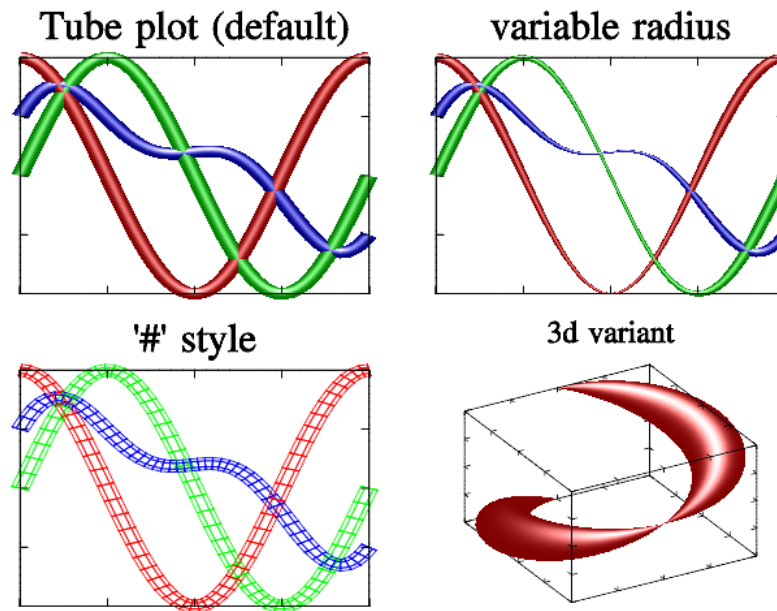 Tube plot (default)
variable radius
'#' style
3d variant